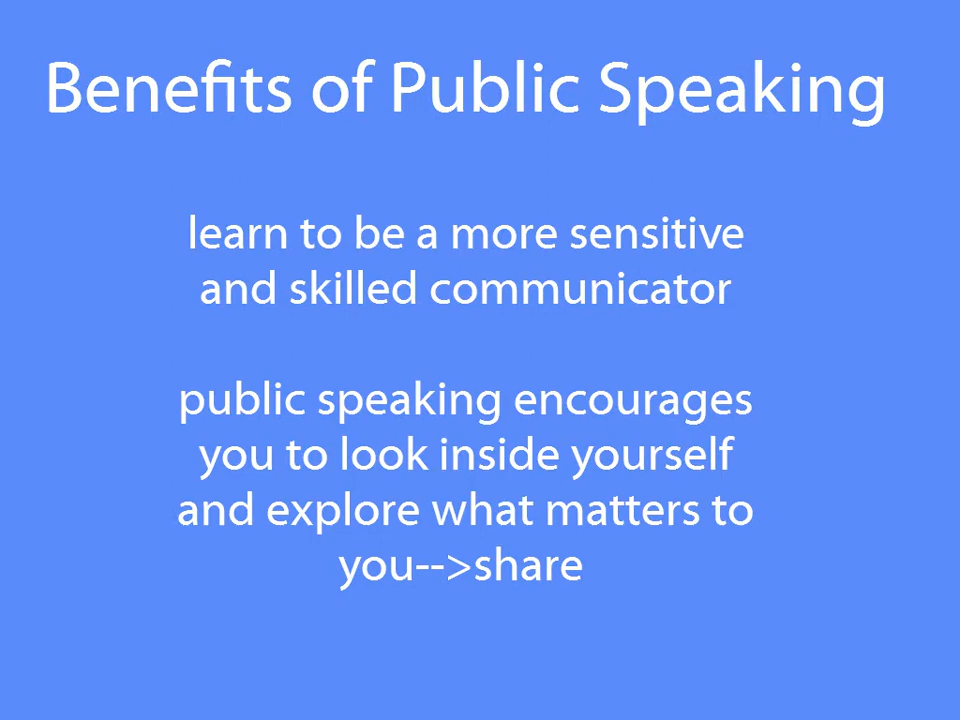 Benefits of Public Speaking
learn to be a more sensitive
and skilled communicator
public speaking encourages
you to look inside yourself
and explore what matters to
you-->share